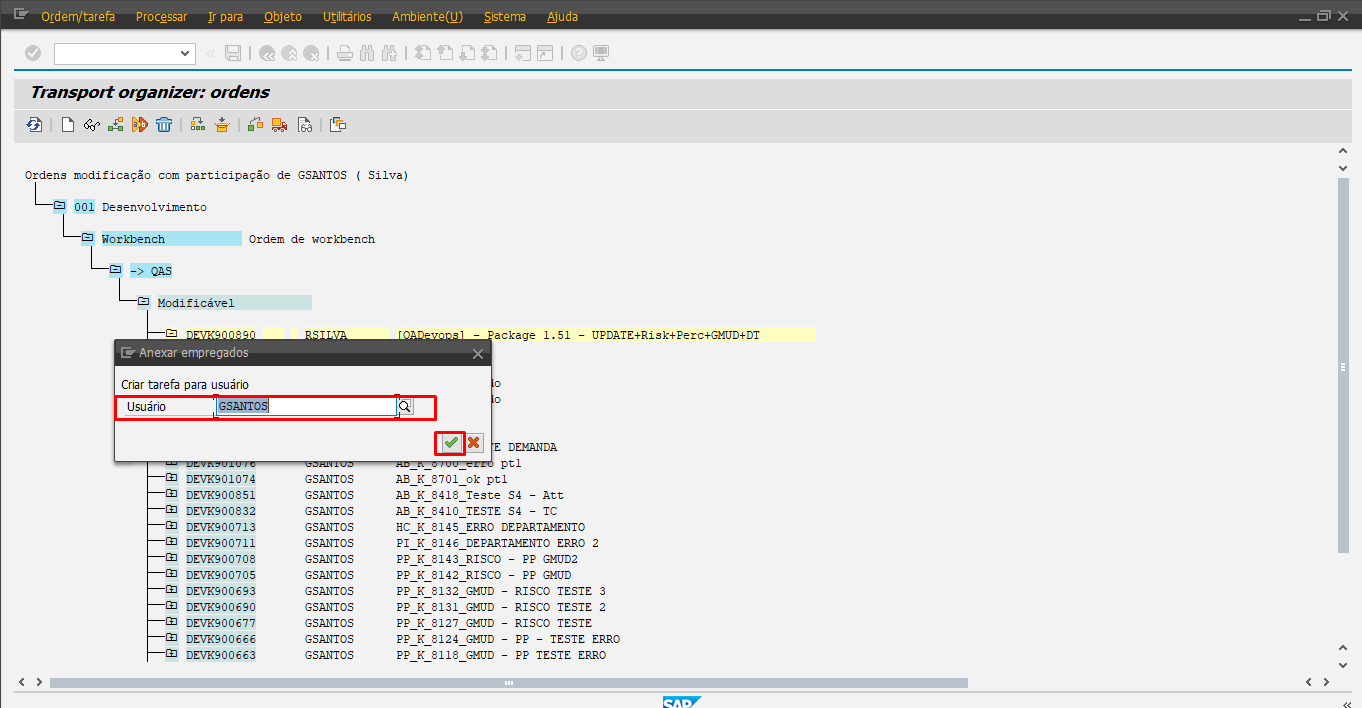 Ordem/tarefa Processar Ir para Objeto Utilitários Ambiente(U) Sistema Ajuda
Transport organizer: ordens
Ordens modificação com participação de GSANTOS ( Silva)
001 Desenvolvimento
Workbench Ordem de workbench
-> QAS
Modificável
DEVK900890 RSILVA [QADevops] - Package 1.51 - UPDATE+Risk+Perc+GMUD+DT
Anexar empregados
Criar tarefa para usuário
Usuário GSANTOS
do
do
TE DEMANDA
DEVK901076 GSANTOS AB_K_8700_erro pt1
DEVK901074 GSANTOS AB_K_8701_ok pt1
DEVK900851 GSANTOS AB_K_8418_Teste S4 - Att
DEVK900832 GSANTOS AB_K_8410_TESTE S4 - TC
DEVK900713 GSANTOS HC_K_8145_ERRO DEPARTAMENTO
DEVK900711 GSANTOS PI_K_8146_DEPARTAMENTO ERRO 2
DEVK900708 GSANTOS PP_K_8143_RISCO - PP GMUD2
DEVK900705 GSANTOS PP_K_8142_RISCO - PP GMUD
DEVK900693 GSANTOS PP_K_8132_GMUD - RISCO TESTE 3
DEVK900690 GSANTOS PP_K_8131_GMUD - RISCO TESTE 2
DEVK900677 GSANTOS PP_K_8127_GMUD - RISCO TESTE
DEVK900666 GSANTOS PP_K_8124_GMUD - PP - TESTE ERRO
DEVK900663 GSANTOS PP_K_8118_GMUD - PP TESTE ERRO
SAP